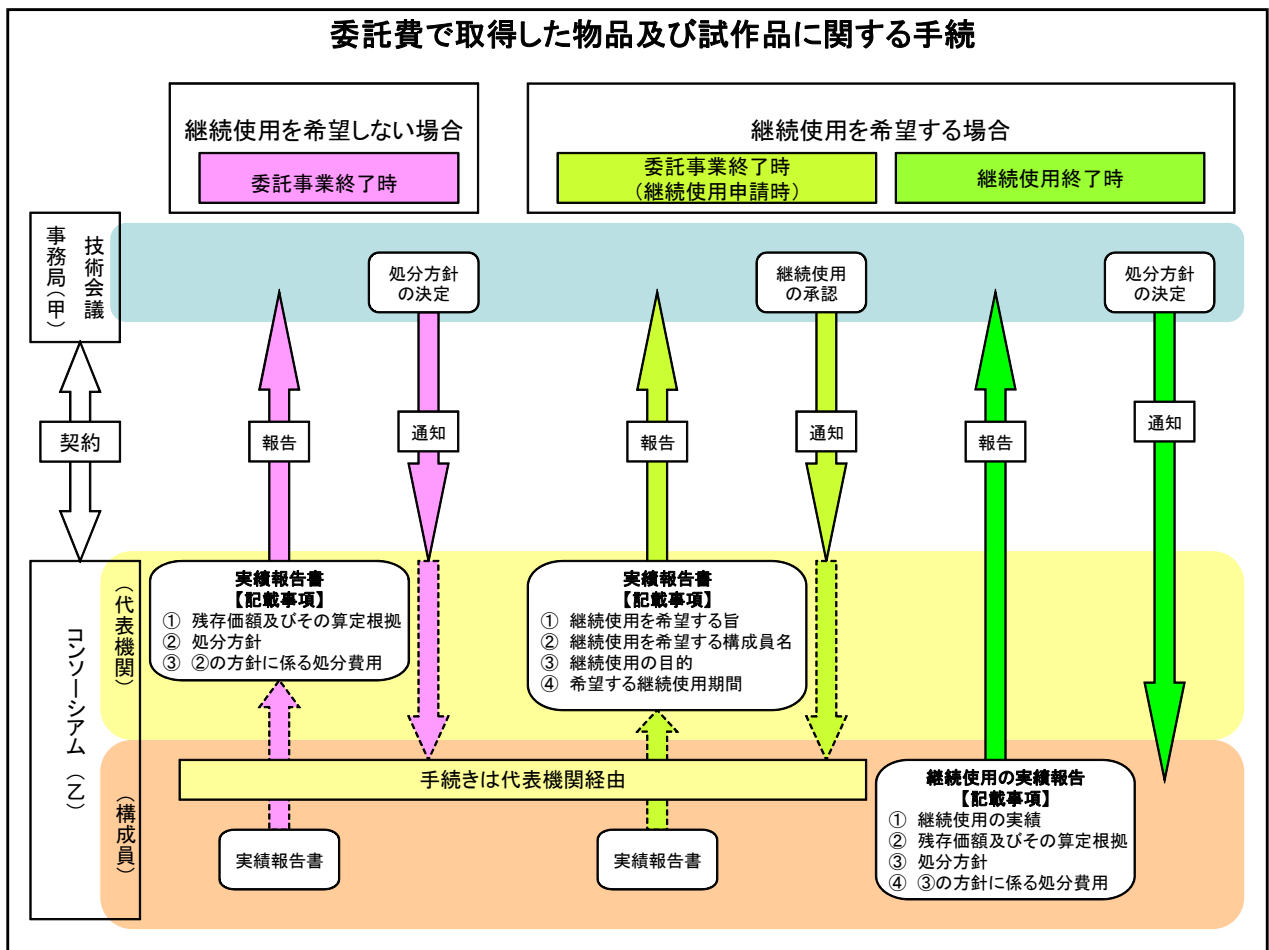 委託費で取得した物品及び試作品に関する手続
継続使用を希望しない場合
委託事業終了時
継続使用を希望する場合
委託事業終了時
（継続使用申請時）
継続使用終了時
技術会議
事務局（甲）
契約
コンソーシアム（乙）
（代表機関）
（構成員）
処分方針
の決定
継続使用
の承認
処分方針
の決定
報告
通知
報告
通知
報告
通知
実績報告書
【記載事項】
① 残存価額及びその算定根拠
② 処分方針
③ ②の方針に係る処分費用
実績報告書
【記載事項】
① 継続使用を希望する旨
② 継続使用を希望する構成員名
③ 継続使用の目的
④ 希望する継続使用期間
手続きは代表機関経由
実績報告書
実績報告書
継続使用の実績報告
【記載事項】
① 継続使用の実績
② 残存価額及びその算定根拠
③ 処分方針
④ ③の方針に係る処分費用